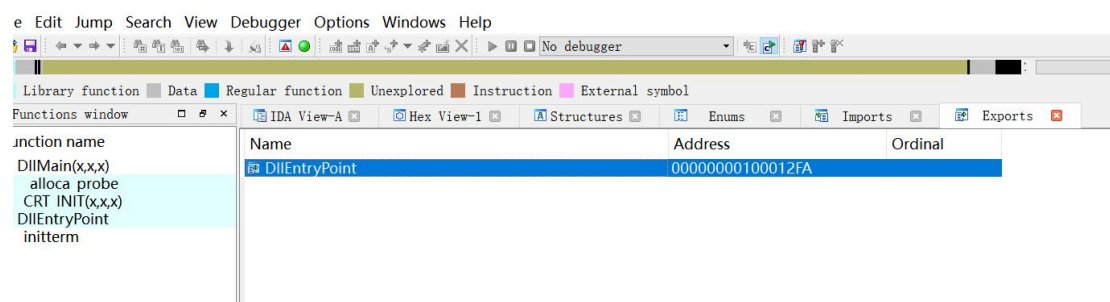 e Edit Jump Search View Debugger Options Windows Help
No debugger
Library function Data Regular function Unexplored Instruction External symbol
Functions window IDA View-A Hex View-1 Structures Enums Imports Exports
unction name Name Address Ordinal
DllMain(x,x,x) DllEntryPoint 00000000100012FA
alloca probe
CRT INIT(x,x,x)
DllEntryPoint
initterm